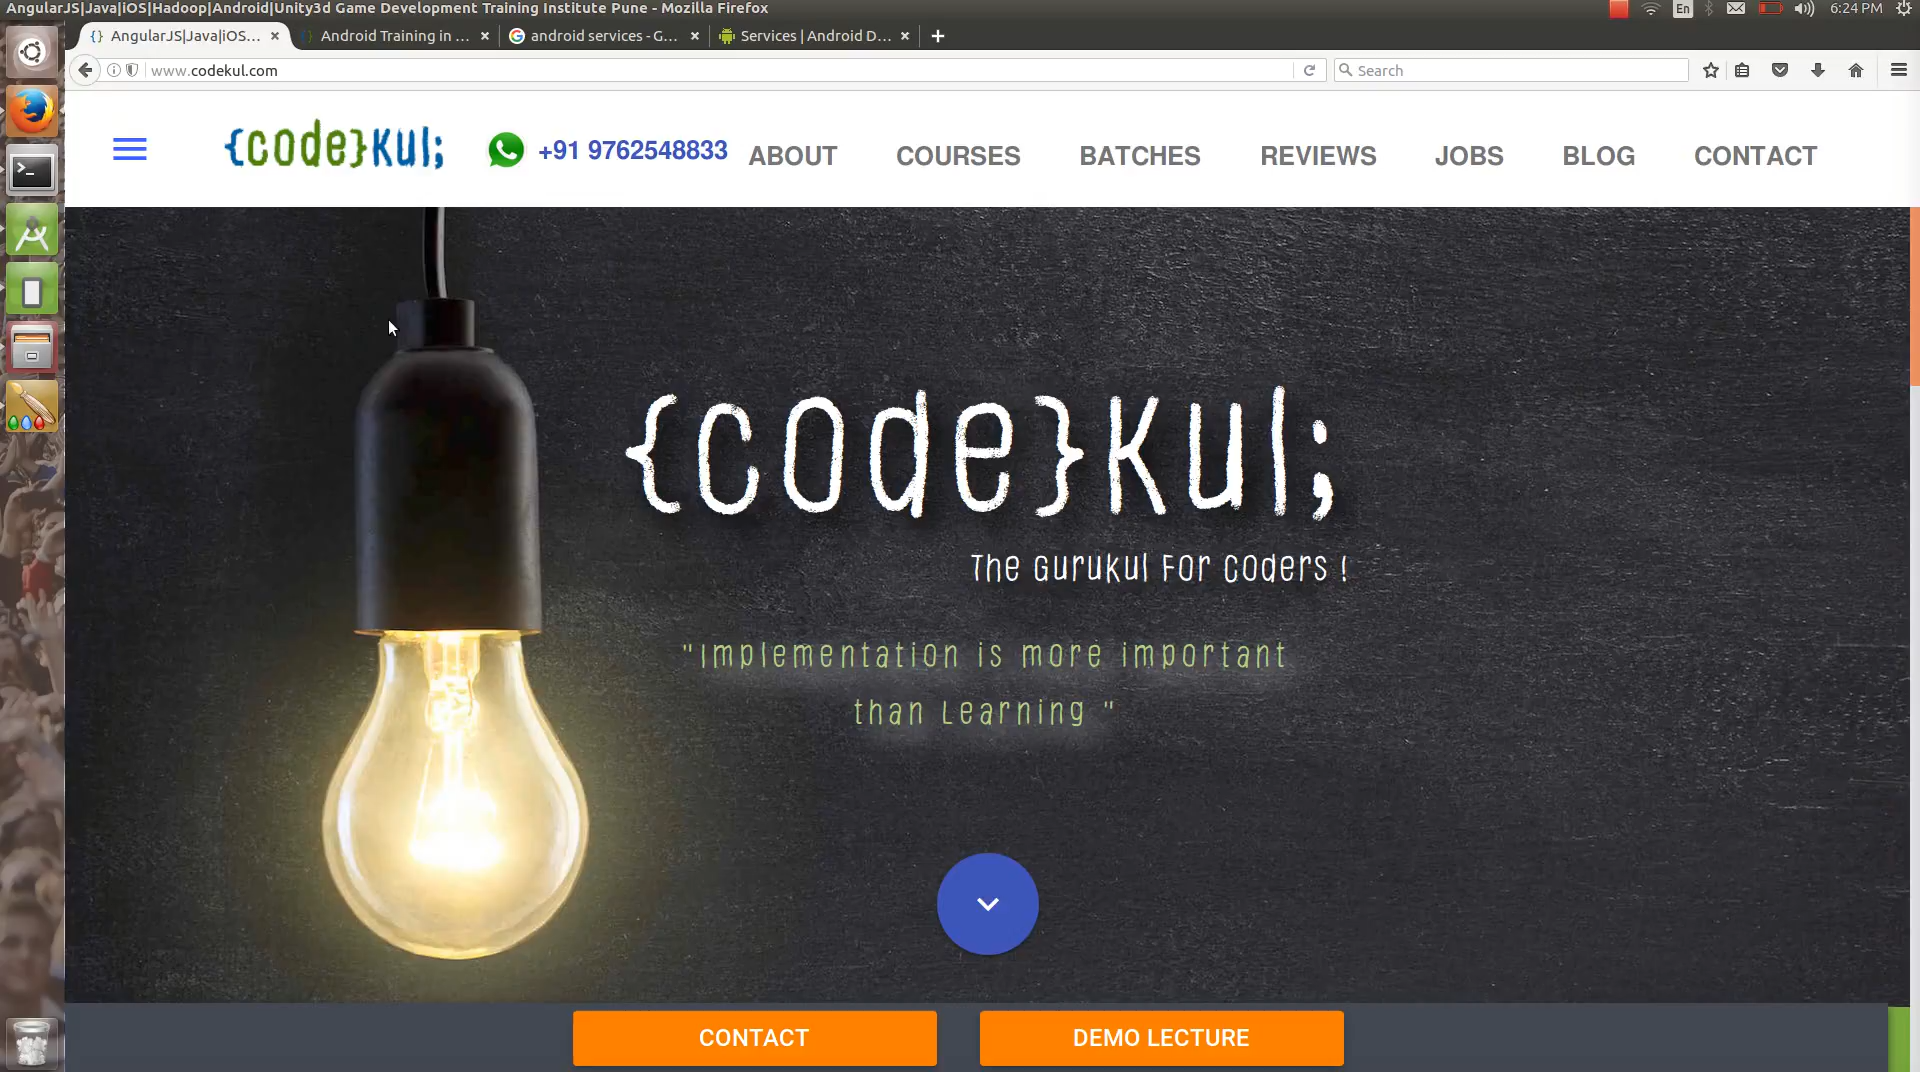 AngularJS|Java|iOS|Hadoop|Android|Unity3d Game Development Training Institute Pune - Mozilla Firefox
En
6:24 PM
{} AngularJS|Java|iOS...
Android Training in ...
android services - G...
Services | Android D...
www.codekul.com
Search
{code}kul;
+91 9762548833
ABOUT
COURSES
BATCHES
REVIEWS
JOBS
BLOG
CONTACT
{code}kul;
The Gurukul For Coders !
"Implementation is more important
than Learning "
CONTACT
DEMO LECTURE